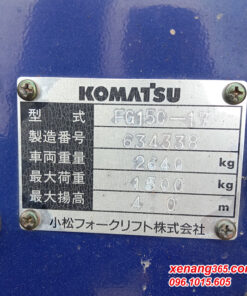 KOMATSU
型 式 FG15C-17
製造番号 634338
車両重量 2640 kg
最大荷重 1500 kg
最大揚高 4 0 m
小松フォークリフト株式会社
xenang365.com
096.1015.605